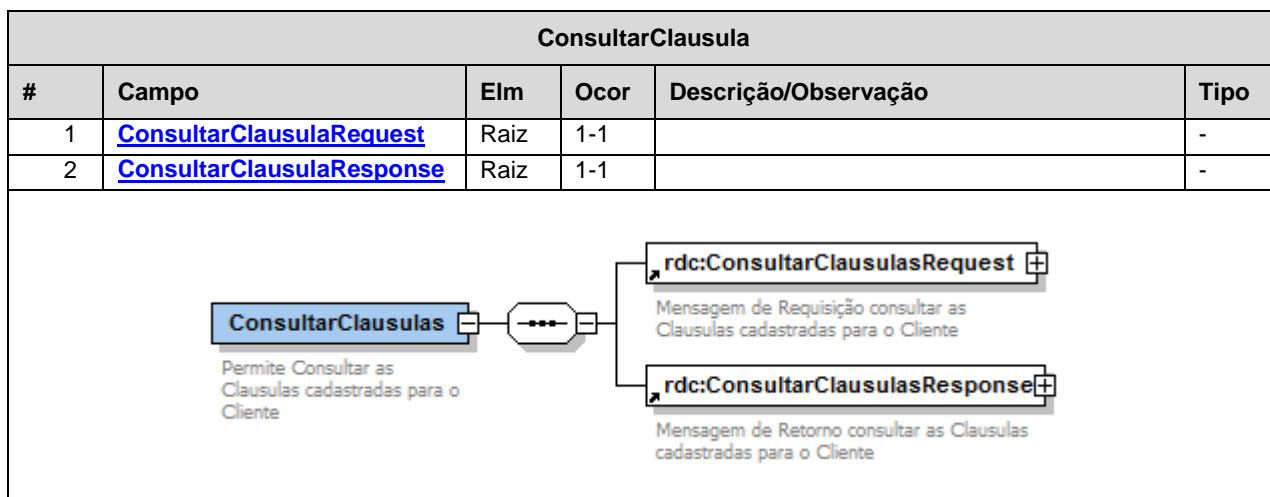 ConsultarClausula
# Campo Elm Ocor Descrição/Observação Tipo
1 ConsultarClausulaRequest Raiz 1-1 -
2 ConsultarClausulaResponse Raiz 1-1 -
rdc:ConsultarClausulasRequest
Mensagem de Requisição consultar as
Clausulas cadastradas para o Cliente
ConsultarClausulas
Permite Consultar as
Clausulas cadastradas para o
Cliente
rdc:ConsultarClausulasResponse
Mensagem de Retorno consultar as Clausulas
cadastradas para o Cliente